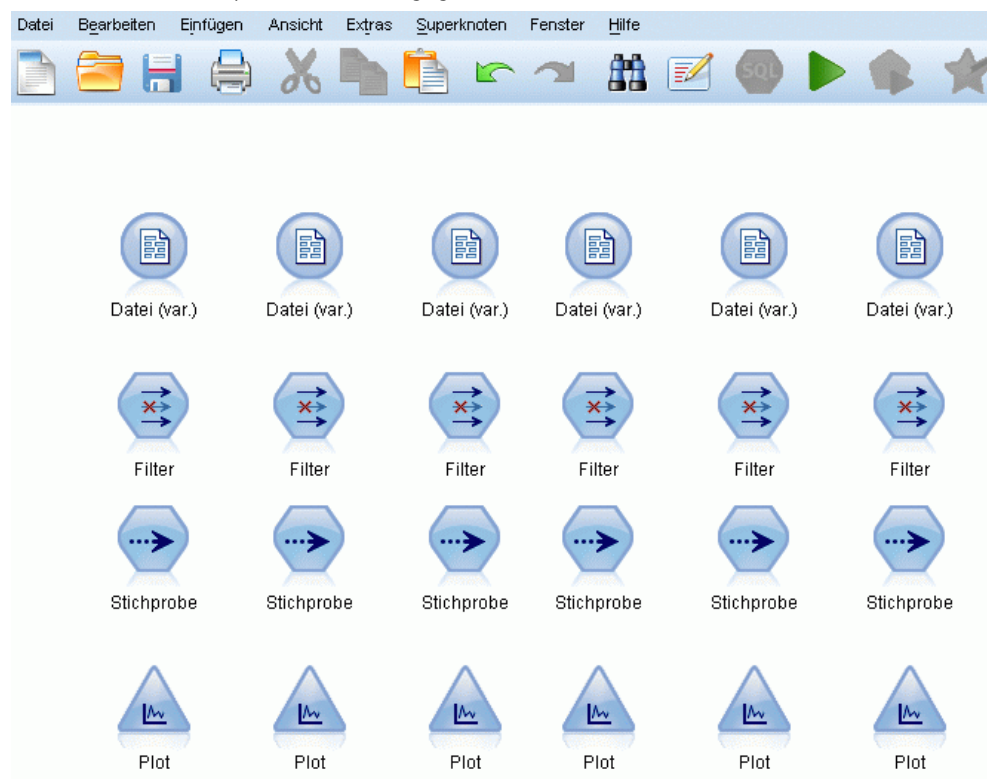 Datei Bearbeiten Einfügen Ansicht Extras Superknoten Fenster Hilfe
SQL
Datei (var.) Datei (var.) Datei (var.) Datei (var.) Datei (var.) Datei (var.)
Filter Filter Filter Filter Filter Filter
Stichprobe Stichprobe Stichprobe Stichprobe Stichprobe Stichprobe
Plot Plot Plot Plot Plot Plot